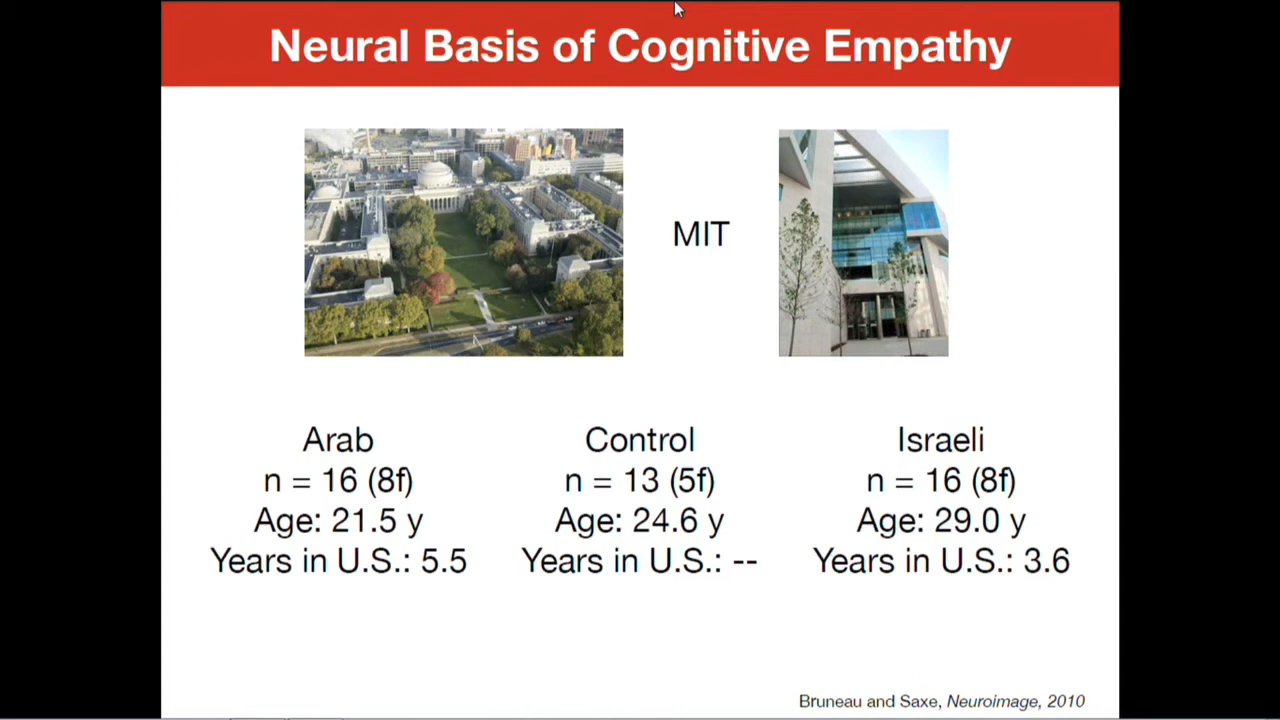 Neural Basis of Cognitive Empathy
MIT
Arab
n = 16 (8f)
Age: 21.5 y
Years in U.S.: 5.5
Control
n = 13 (5f)
Age: 24.6 y
Years in U.S.: --
Israeli
n = 16 (8f)
Age: 29.0 y
Years in U.S.: 3.6
Bruneau and Saxe, Neuroimage, 2010